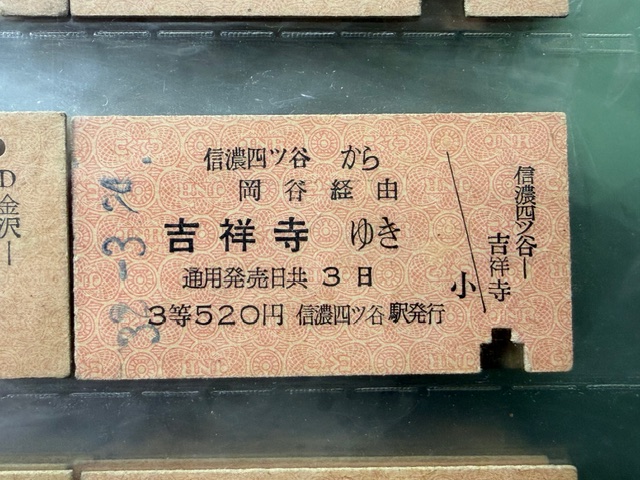 信濃四ツ谷 から
岡谷経由
吉祥寺 ゆき
通用発売日共 3 日
3等520円 信濃四ツ谷駅発行
小
信濃四ツ谷―
吉祥寺
D
金沢―